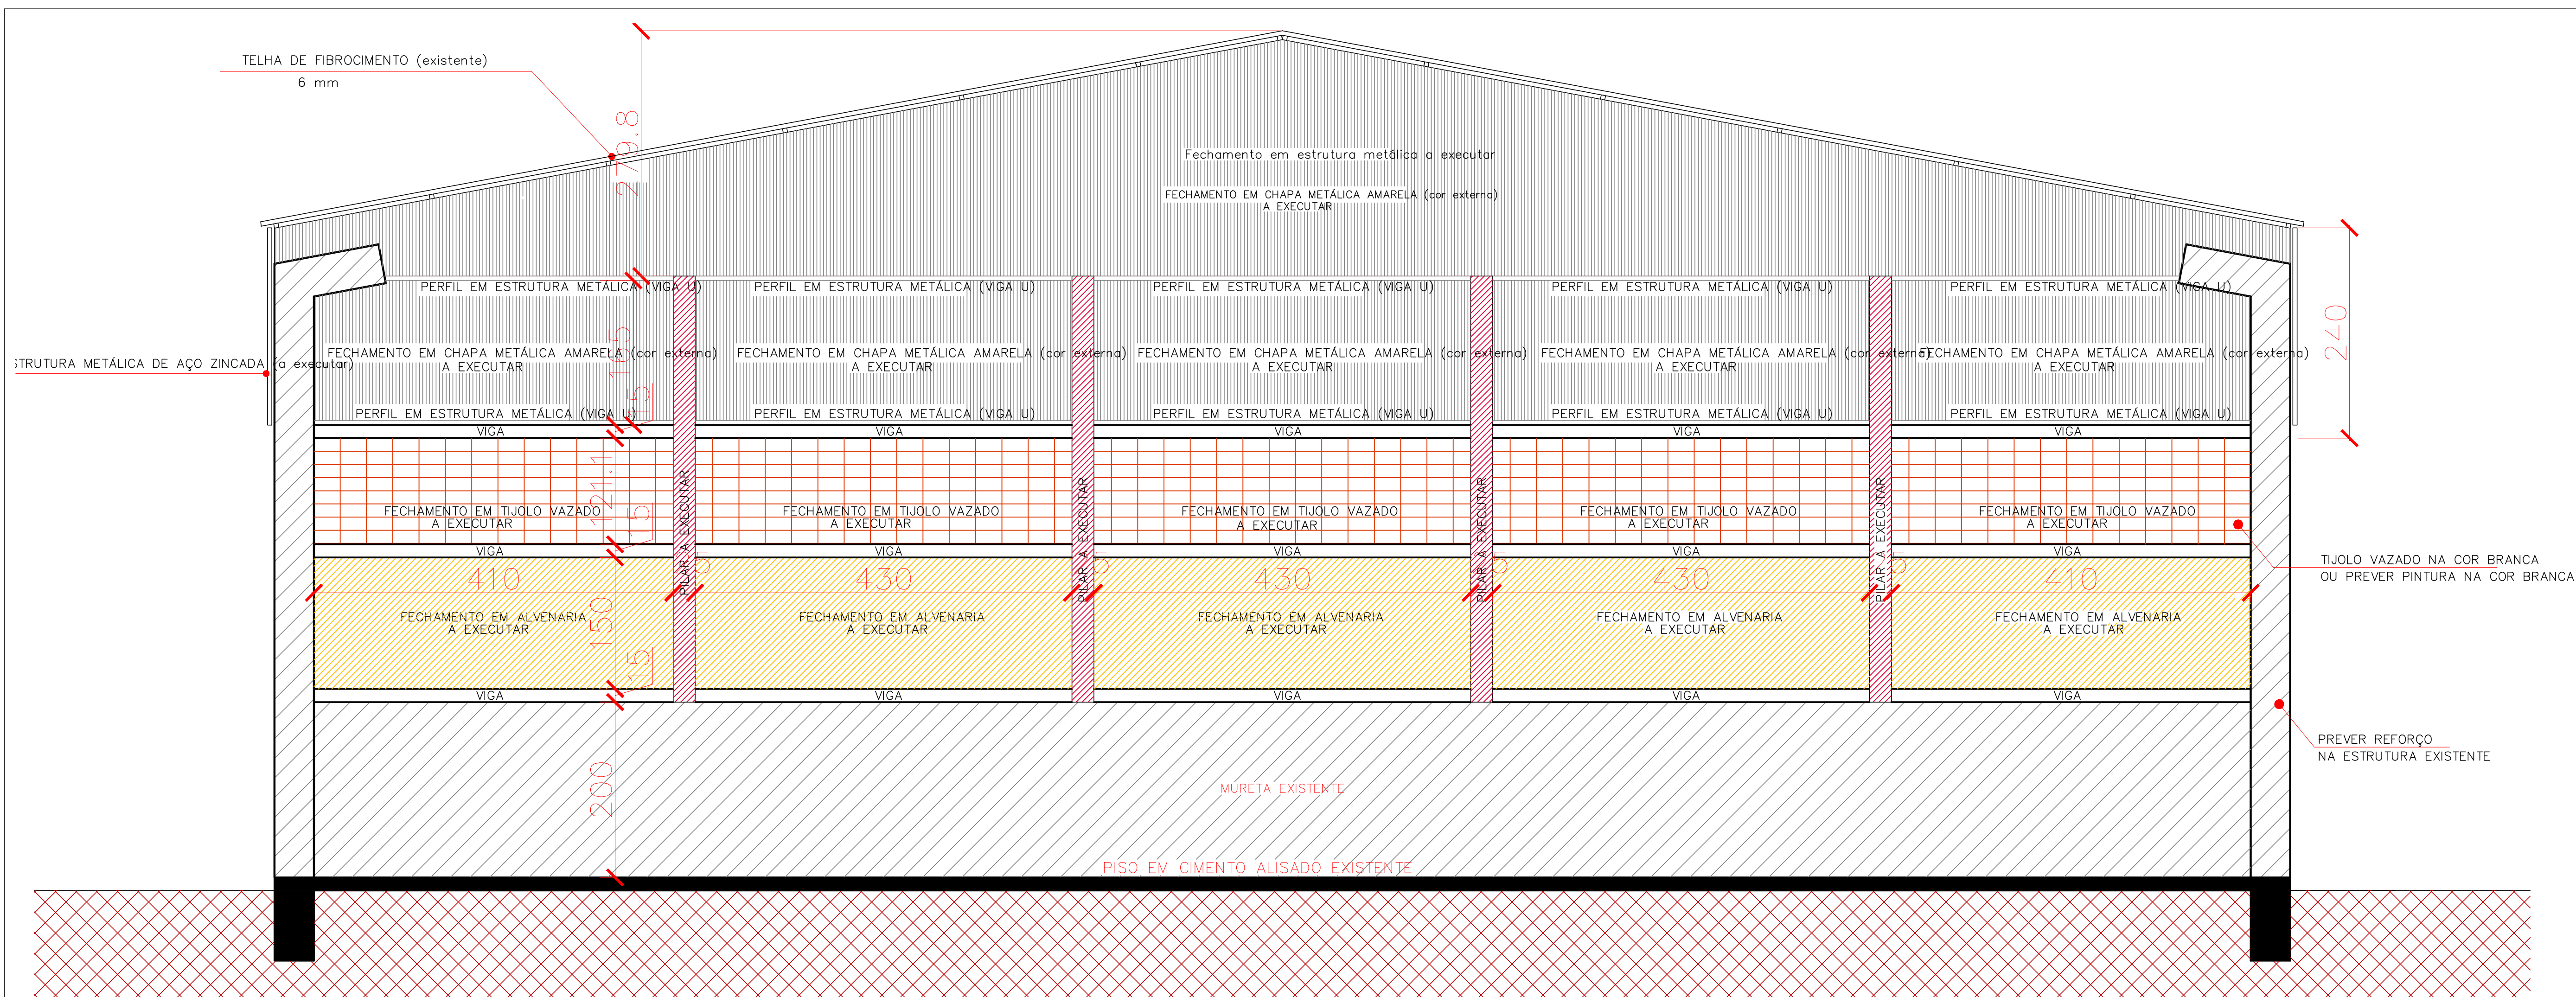 TELHA DE FIBROCIMENTO (existente)
6 mm
279.8
Fechamento em estrutura metálica a executar
FECHAMENTO EM CHAPA METÁLICA AMARELA (cor externa)
A EXECUTAR
PERFIL EM ESTRUTURA METÁLICA (VIGA U)
PERFIL EM ESTRUTURA METÁLICA (VIGA U)
PERFIL EM ESTRUTURA METÁLICA (VIGA U)
PERFIL EM ESTRUTURA METÁLICA (VIGA U)
PERFIL EM ESTRUTURA METÁLICA (VIGA U)
240
165
STRUTURA METÁLICA DE AÇO ZINCADA (a executar)
FECHAMENTO EM CHAPA METÁLICA AMARELA (cor externa)
A EXECUTAR
FECHAMENTO EM CHAPA METÁLICA AMARELA (cor externa)
A EXECUTAR
FECHAMENTO EM CHAPA METÁLICA AMARELA (cor externa)
A EXECUTAR
FECHAMENTO EM CHAPA METÁLICA AMARELA (cor externa)
A EXECUTAR
FECHAMENTO EM CHAPA METÁLICA AMARELA (cor externa)
A EXECUTAR
15
PERFIL EM ESTRUTURA METÁLICA (VIGA U)
PERFIL EM ESTRUTURA METÁLICA (VIGA U)
PERFIL EM ESTRUTURA METÁLICA (VIGA U)
PERFIL EM ESTRUTURA METÁLICA (VIGA U)
PERFIL EM ESTRUTURA METÁLICA (VIGA U)
VIGA
VIGA
VIGA
VIGA
VIGA
121.1
15
FECHAMENTO EM TIJOLO VAZADO
A EXECUTAR
FECHAMENTO EM TIJOLO VAZADO
A EXECUTAR
FECHAMENTO EM TIJOLO VAZADO
A EXECUTAR
FECHAMENTO EM TIJOLO VAZADO
A EXECUTAR
FECHAMENTO EM TIJOLO VAZADO
A EXECUTAR
PILAR A EXECUTAR
PILAR A EXECUTAR
PILAR A EXECUTAR
PILAR A EXECUTAR
VIGA
VIGA
VIGA
VIGA
VIGA
TIJOLO VAZADO NA COR BRANCA
OU PREVER PINTURA NA COR BRANCA
410
430
430
430
410
150
FECHAMENTO EM ALVENARIA
A EXECUTAR
FECHAMENTO EM ALVENARIA
A EXECUTAR
FECHAMENTO EM ALVENARIA
A EXECUTAR
FECHAMENTO EM ALVENARIA
A EXECUTAR
FECHAMENTO EM ALVENARIA
A EXECUTAR
15
VIGA
VIGA
VIGA
VIGA
VIGA
PREVER REFORÇO
NA ESTRUTURA EXISTENTE
200
MURETA EXISTENTE
PISO EM CIMENTO ALISADO EXISTENTE